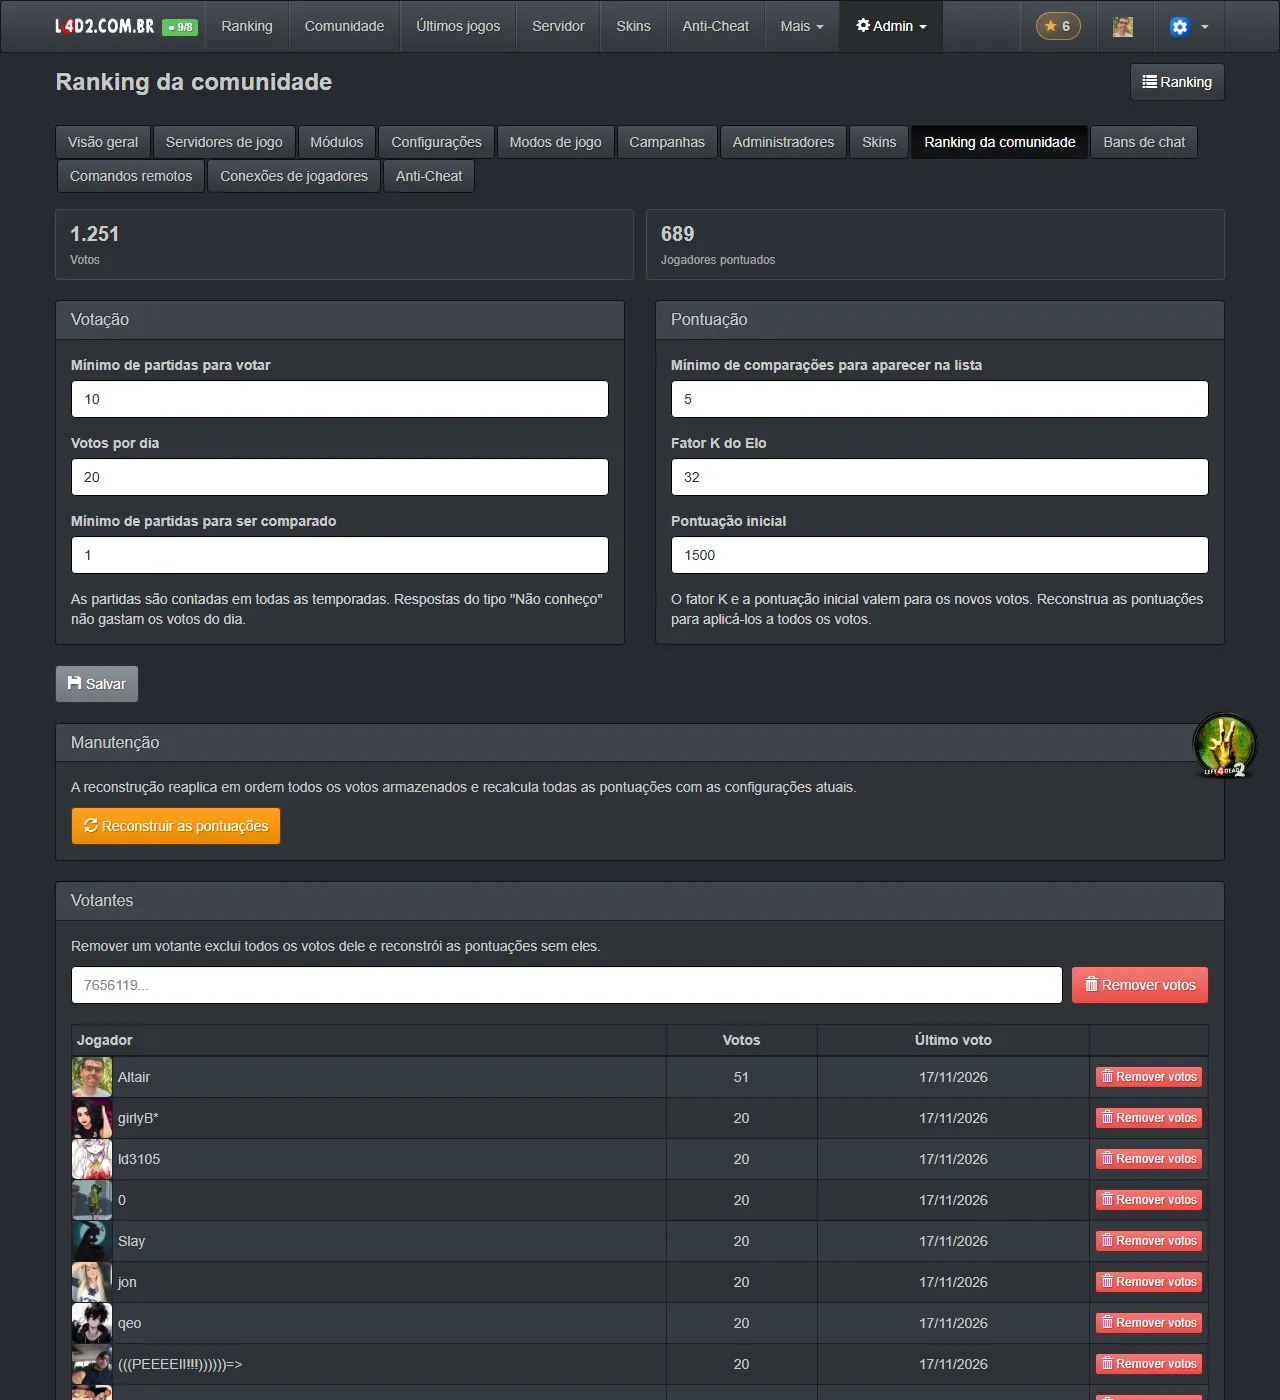 L4D2.COM.BR 9/8 Ranking Comunidade Últimos jogos Servidor Skins Anti-Cheat Mais Admin 6
Ranking da comunidade
Ranking
Visão geral Servidores de jogo Módulos Configurações Modos de jogo Campanhas Administradores Skins Ranking da comunidade Bans de chat
Comandos remotos Conexões de jogadores Anti-Cheat
1.251
Votos
689
Jogadores pontuados
Votação
Mínimo de partidas para votar
10
Votos por dia
20
Mínimo de partidas para ser comparado
1
As partidas são contadas em todas as temporadas. Respostas do tipo "Não conheço"
não gastam os votos do dia.
Pontuação
Mínimo de comparações para aparecer na lista
5
Fator K do Elo
32
Pontuação inicial
1500
O fator K e a pontuação inicial valem para os novos votos. Reconstrua as pontuações
para aplicá-los a todos os votos.
Salvar
Manutenção
LEFT4DEAD2
A reconstrução reaplica em ordem todos os votos armazenados e recalcula todas as pontuações com as configurações atuais.
Reconstruir as pontuações
Votantes
Remover um votante exclui todos os votos dele e reconstrói as pontuações sem eles.
7656119... Remover votos
Jogador Votos Último voto
Altair 51 17/11/2026 Remover votos
girlyB* 20 17/11/2026 Remover votos
Id3105 20 17/11/2026 Remover votos
0 20 17/11/2026 Remover votos
Slay 20 17/11/2026 Remover votos
jon 20 17/11/2026 Remover votos
qeo 20 17/11/2026 Remover votos
(((PEEEEII!!!))))))=> 20 17/11/2026 Remover votos